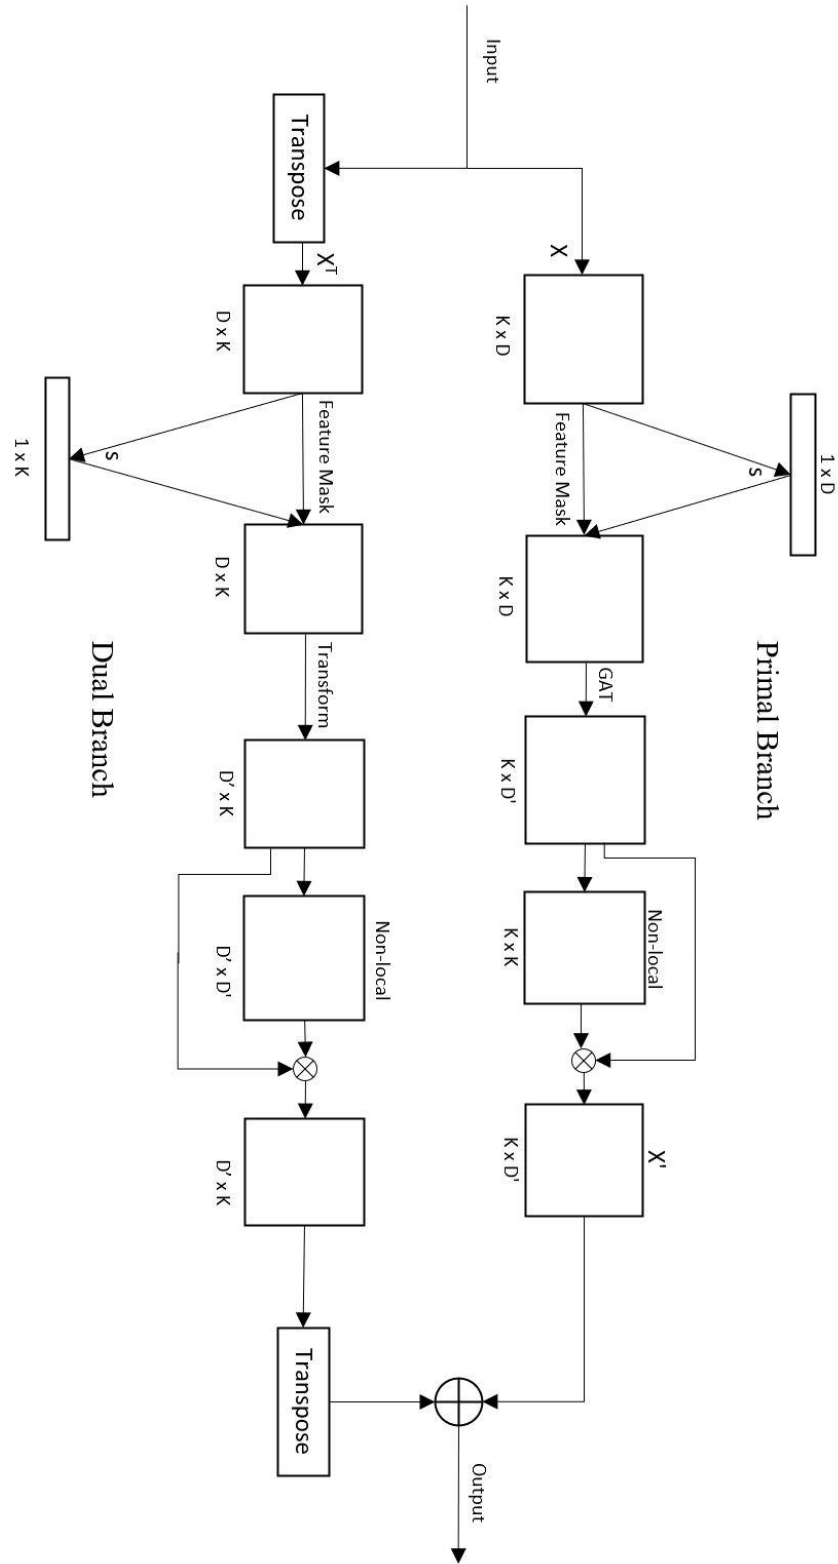 1 x D
s
X
Feature Mask
GAT
Non-local
X'
K x D
K x D
K x D'
K x K
K x D'
Primal Branch
Input
Output
Transpose
X^T
Feature Mask
Transform
Non-local
Transpose
D x K
D x K
D' x K
D' x D'
D' x K
s
1 x K
Dual Branch